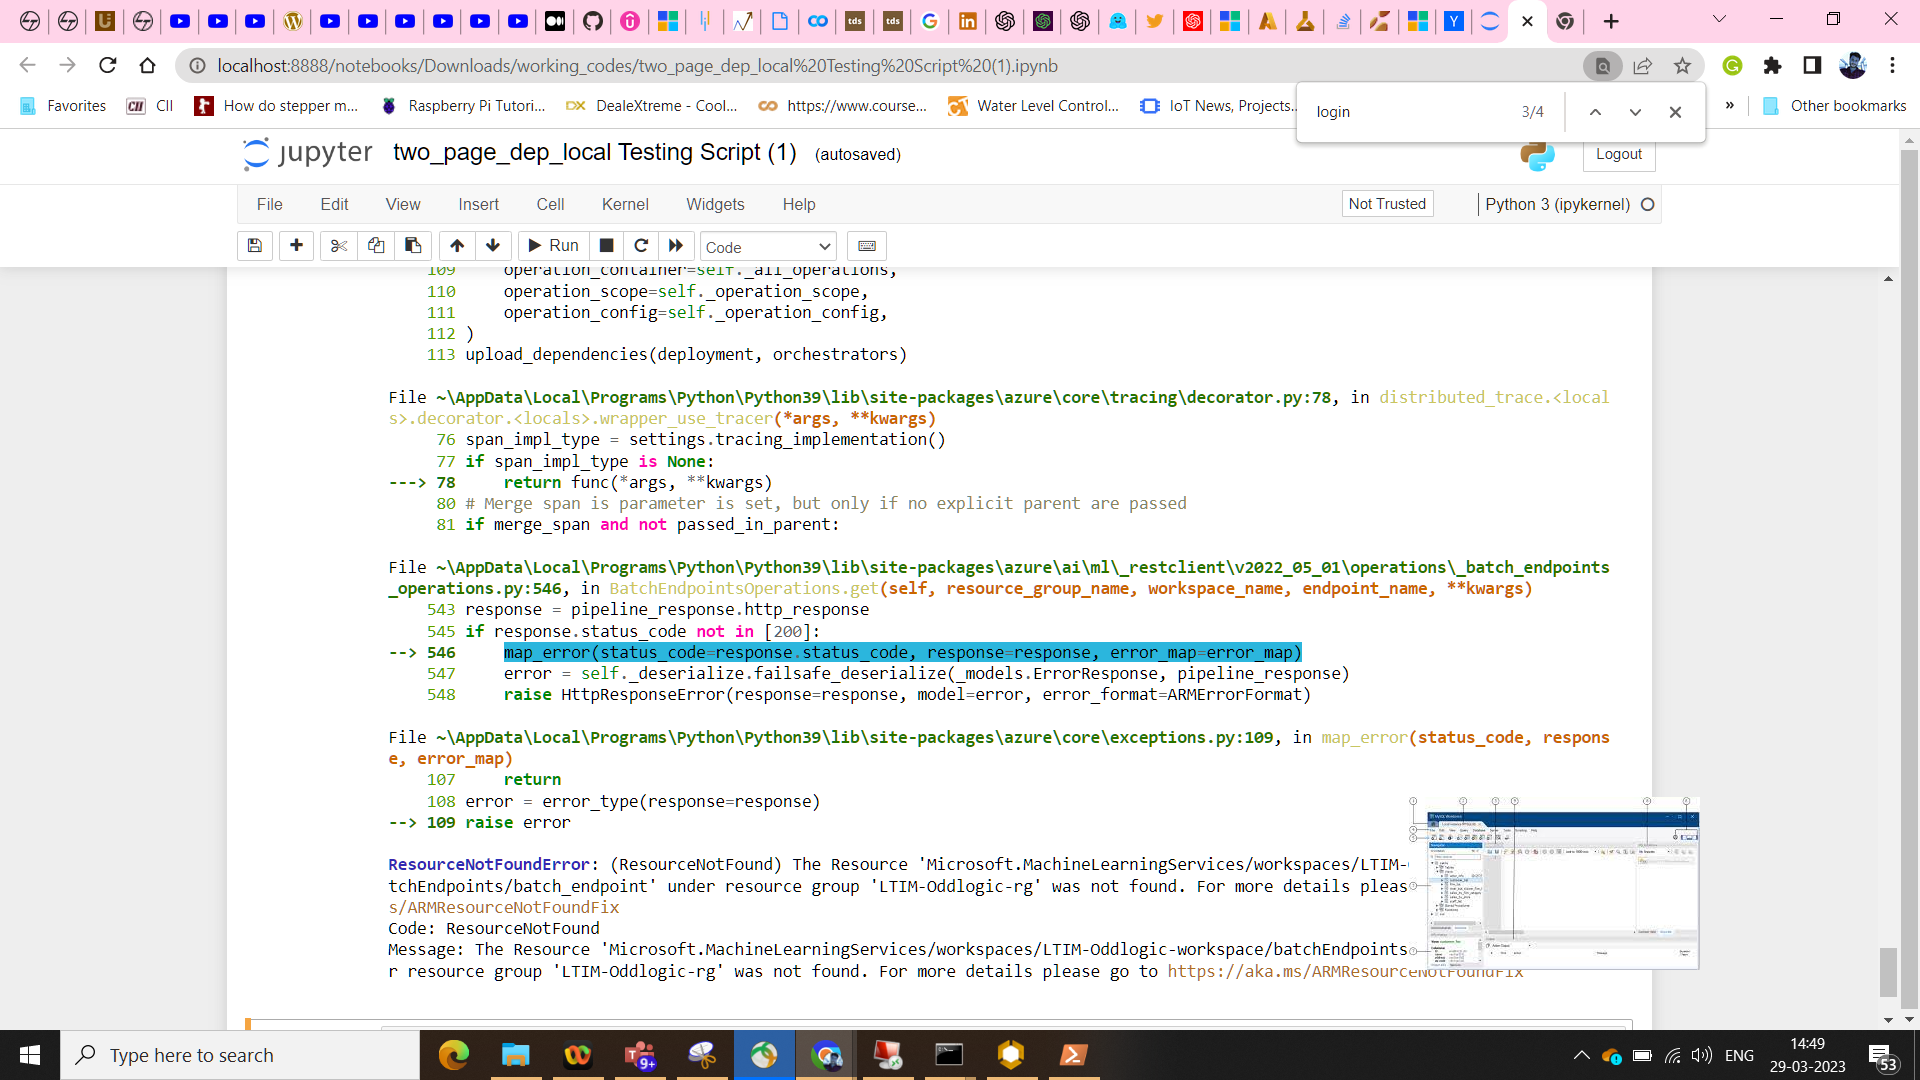 localhost:8888/notebooks/Downloads/working_codes/two_page_dep_local%20Testing%20Script%20(1).ipynb
Favorites CII How do stepper m... Raspberry Pi Tutori... DealeXtreme - Cool... https://www.course... Water Level Control... IoT News, Projects... » Other bookmarks
login 3/4
jupyter two_page_dep_local Testing Script (1) (autosaved)
Logout
File Edit View Insert Cell Kernel Widgets Help Not Trusted Python 3 (ipykernel)
Run Code
109 operation_container=self._all_operations,
110 operation_scope=self._operation_scope,
111 operation_config=self._operation_config,
112 )
113 upload_dependencies(deployment, orchestrators)
File ~\AppData\Local\Programs\Python\Python39\lib\site-packages\azure\core\tracing\decorator.py:78, in distributed_trace.<local
s>.decorator.<locals>.wrapper_use_tracer(*args, **kwargs)
76 span_impl_type = settings.tracing_implementation()
77 if span_impl_type is None:
---> 78 return func(*args, **kwargs)
80 # Merge span is parameter is set, but only if no explicit parent are passed
81 if merge_span and not passed_in_parent:
File ~\AppData\Local\Programs\Python\Python39\lib\site-packages\azure\ai\ml\_restclient\v2022_05_01\operations\_batch_endpoints
_operations.py:546, in BatchEndpointsOperations.get(self, resource_group_name, workspace_name, endpoint_name, **kwargs)
543 response = pipeline_response.http_response
545 if response.status_code not in [200]:
--> 546 map_error(status_code=response.status_code, response=response, error_map=error_map)
547 error = self._deserialize.failsafe_deserialize(_models.ErrorResponse, pipeline_response)
548 raise HttpResponseError(response=response, model=error, error_format=ARMErrorFormat)
File ~\AppData\Local\Programs\Python\Python39\lib\site-packages\azure\core\exceptions.py:109, in map_error(status_code, respons
e, error_map)
107 return
108 error = error_type(response=response)
--> 109 raise error
ResourceNotFoundError: (ResourceNotFound) The Resource 'Microsoft.MachineLearningServices/workspaces/LTIM-
tchEndpoints/batch_endpoint' under resource group 'LTIM-Oddlogic-rg' was not found. For more details pleas
s/ARMResourceNotFoundFix
Code: ResourceNotFound
Message: The Resource 'Microsoft.MachineLearningServices/workspaces/LTIM-Oddlogic-workspace/batchEndpoints
r resource group 'LTIM-Oddlogic-rg' was not found. For more details please go to https://aka.ms/ARMResourceNotFoundFix
Type here to search
ENG
14:49
29-03-2023
53